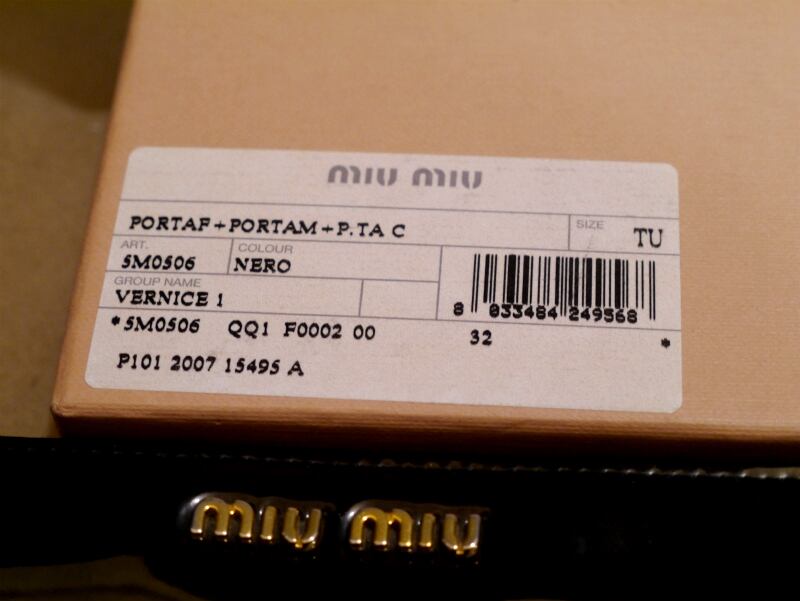 miu miu
PORTAF+PORTAM+P.TA C
SIZE
TU
ART.
5M0506
COLOUR
NERO
GROUP NAME
VERNICE 1
8 033484 249568
*5M0506 QQ1 F0002 00 32 *
P101 2007 15495 A
miu miu